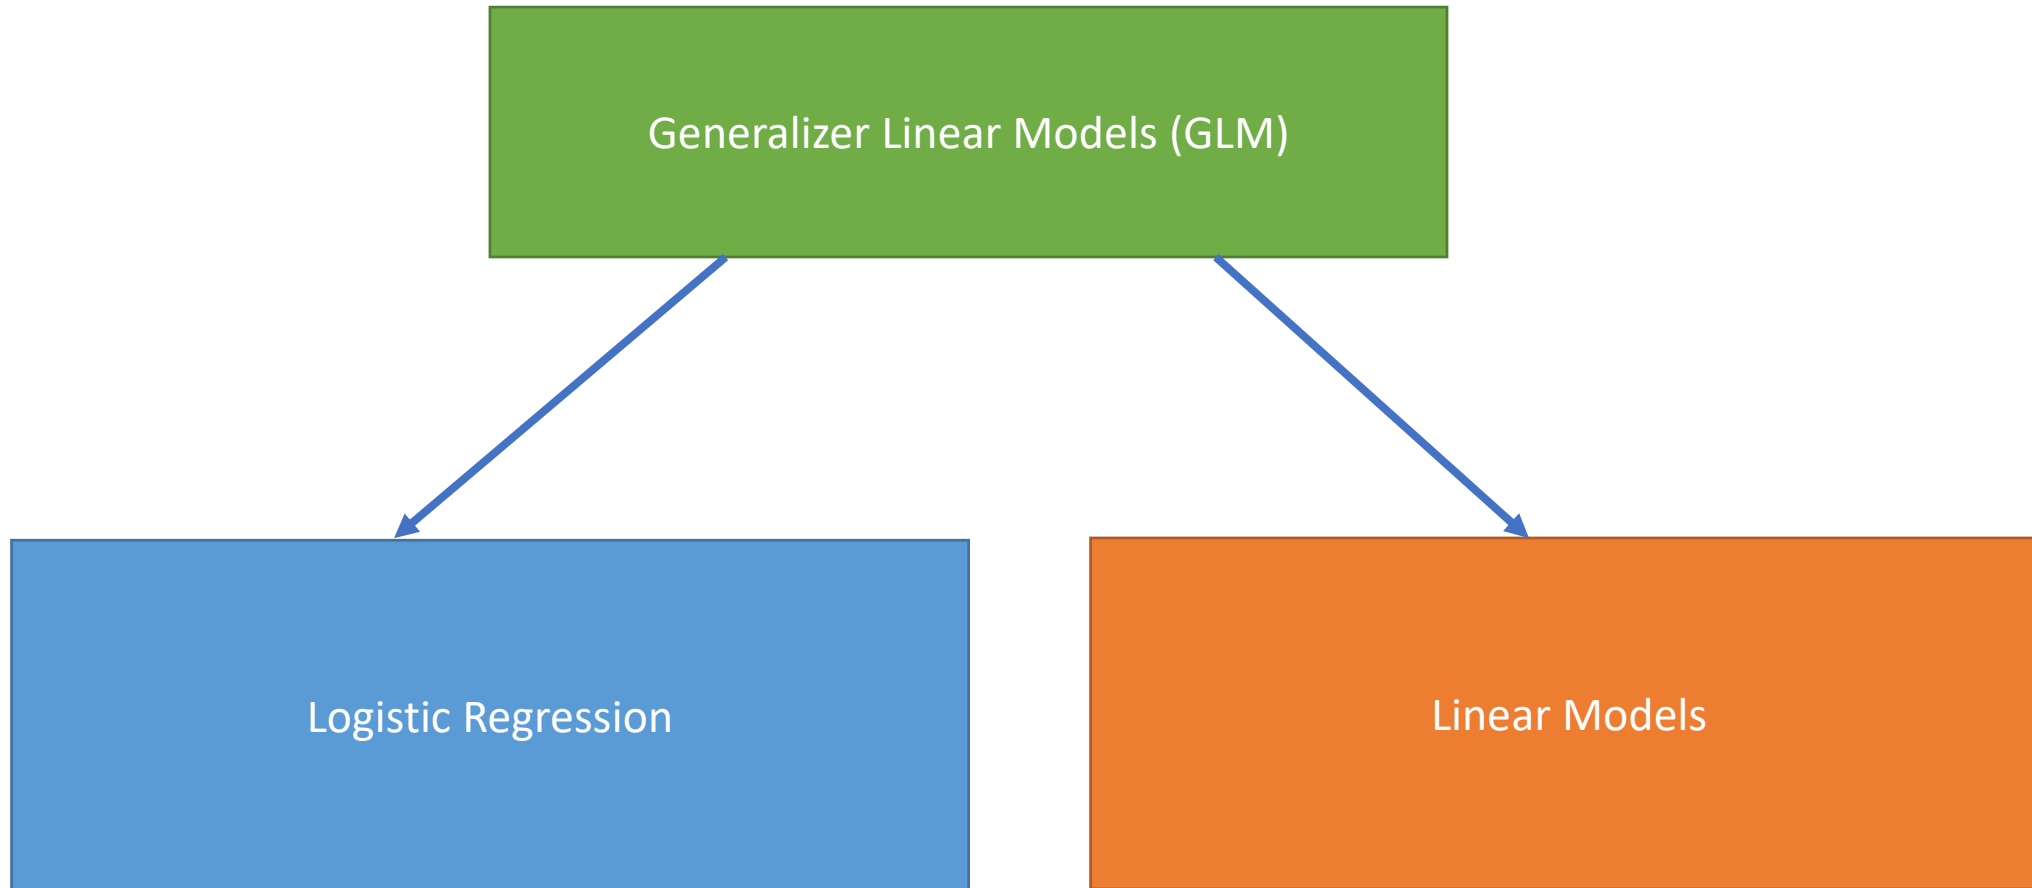 Generalizer Linear Models (GLM)
Logistic Regression
Linear Models